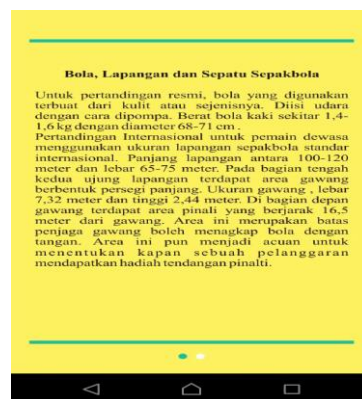 Bola, Lapangan dan Sepatu Sepakbola
Untuk pertandingan resmi, bola yang digunakan
terbuat dari kulit atau sejenisnya. Diisi udara
dengan cara dipompa. Berat bola kaki sekitar 1,4-
1,6 kg dengan diameter 68-71 cm .
Pertandingan Internasional untuk pemain dewasa
menggunakan ukuran lapangan sepakbola standar
internasional. Panjang lapangan antara 100-120
meter dan lebar 65-75 meter. Pada bagian tengah
kedua ujung lapangan terdapat area gawang
berbentuk persegi panjang. Ukuran gawang , lebar
7,32 meter dan tinggi 2,44 meter. Di bagian depan
gawang terdapat area pinali yang berjarak 16,5
meter dari gawang. Area ini merupakan batas
penjaga gawang boleh menagkap bola dengan
tangan. Area ini pun menjadi acuan untuk
menentukan kapan sebuah pelanggaran
mendapatkan hadiah tendangan pinalti.